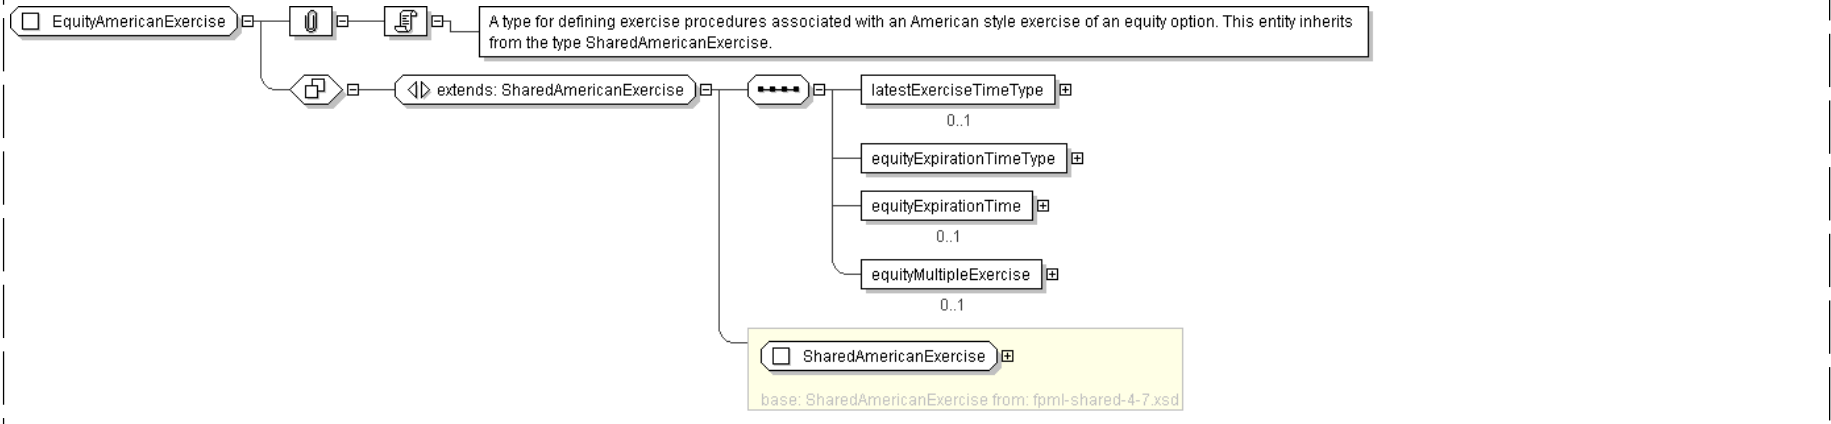 EquityAmericanExercise
A type for defining exercise procedures associated with an American style exercise of an equity option. This entity inherits
from the type SharedAmericanExercise.
extends: SharedAmericanExercise
latestExerciseTimeType
0..1
equityExpirationTimeType
equityExpirationTime
0..1
equityMultipleExercise
0..1
SharedAmericanExercise
base: SharedAmericanExercise from: fpml-shared-4-7.xsd